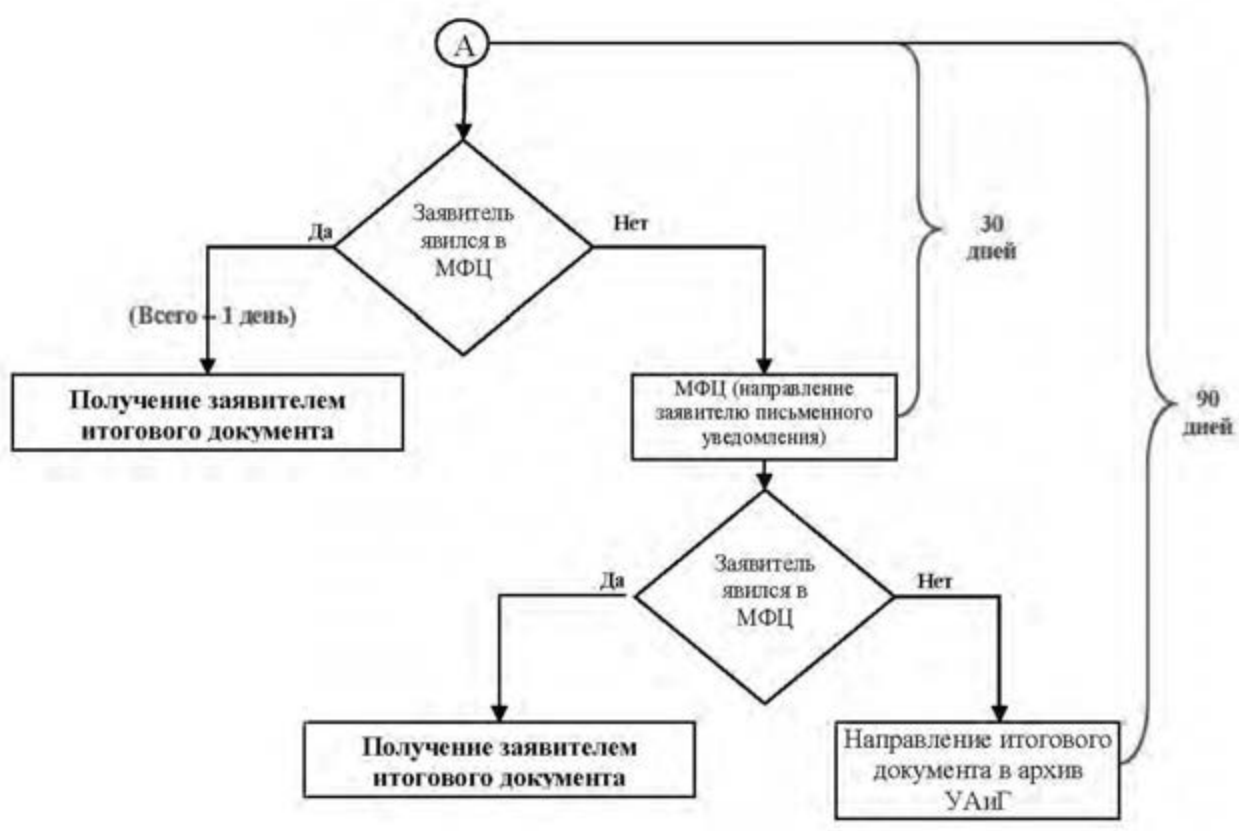 А
Заявитель
явился в
МФЦ
Да
Нет
30
дней
(Всего – 1 день)
Получение заявителем
итогового документа
МФЦ (направление
заявителю письменного
уведомления)
90
дней
Заявитель
явился в
МФЦ
Да
Нет
Получение заявителем
итогового документа
Направление итогового
документа в архив
УАиГ